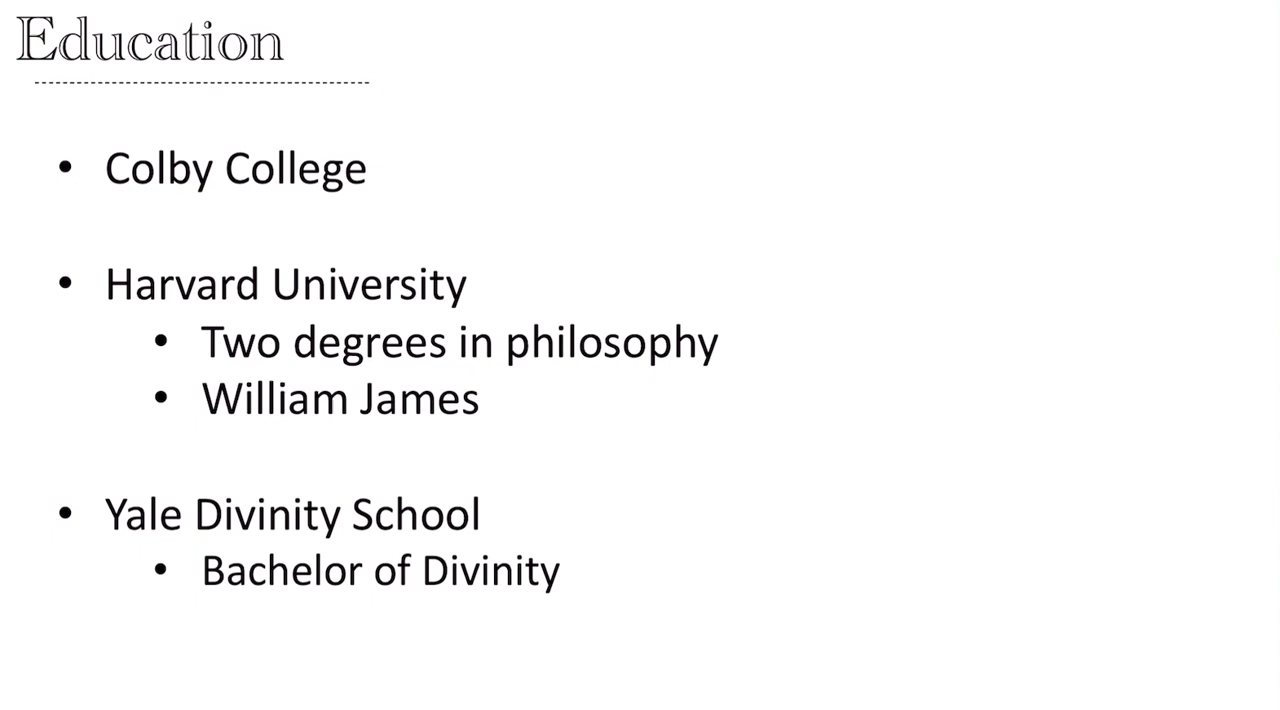 Education
• Colby College
• Harvard University
• Two degrees in philosophy
• William James
• Yale Divinity School
• Bachelor of Divinity